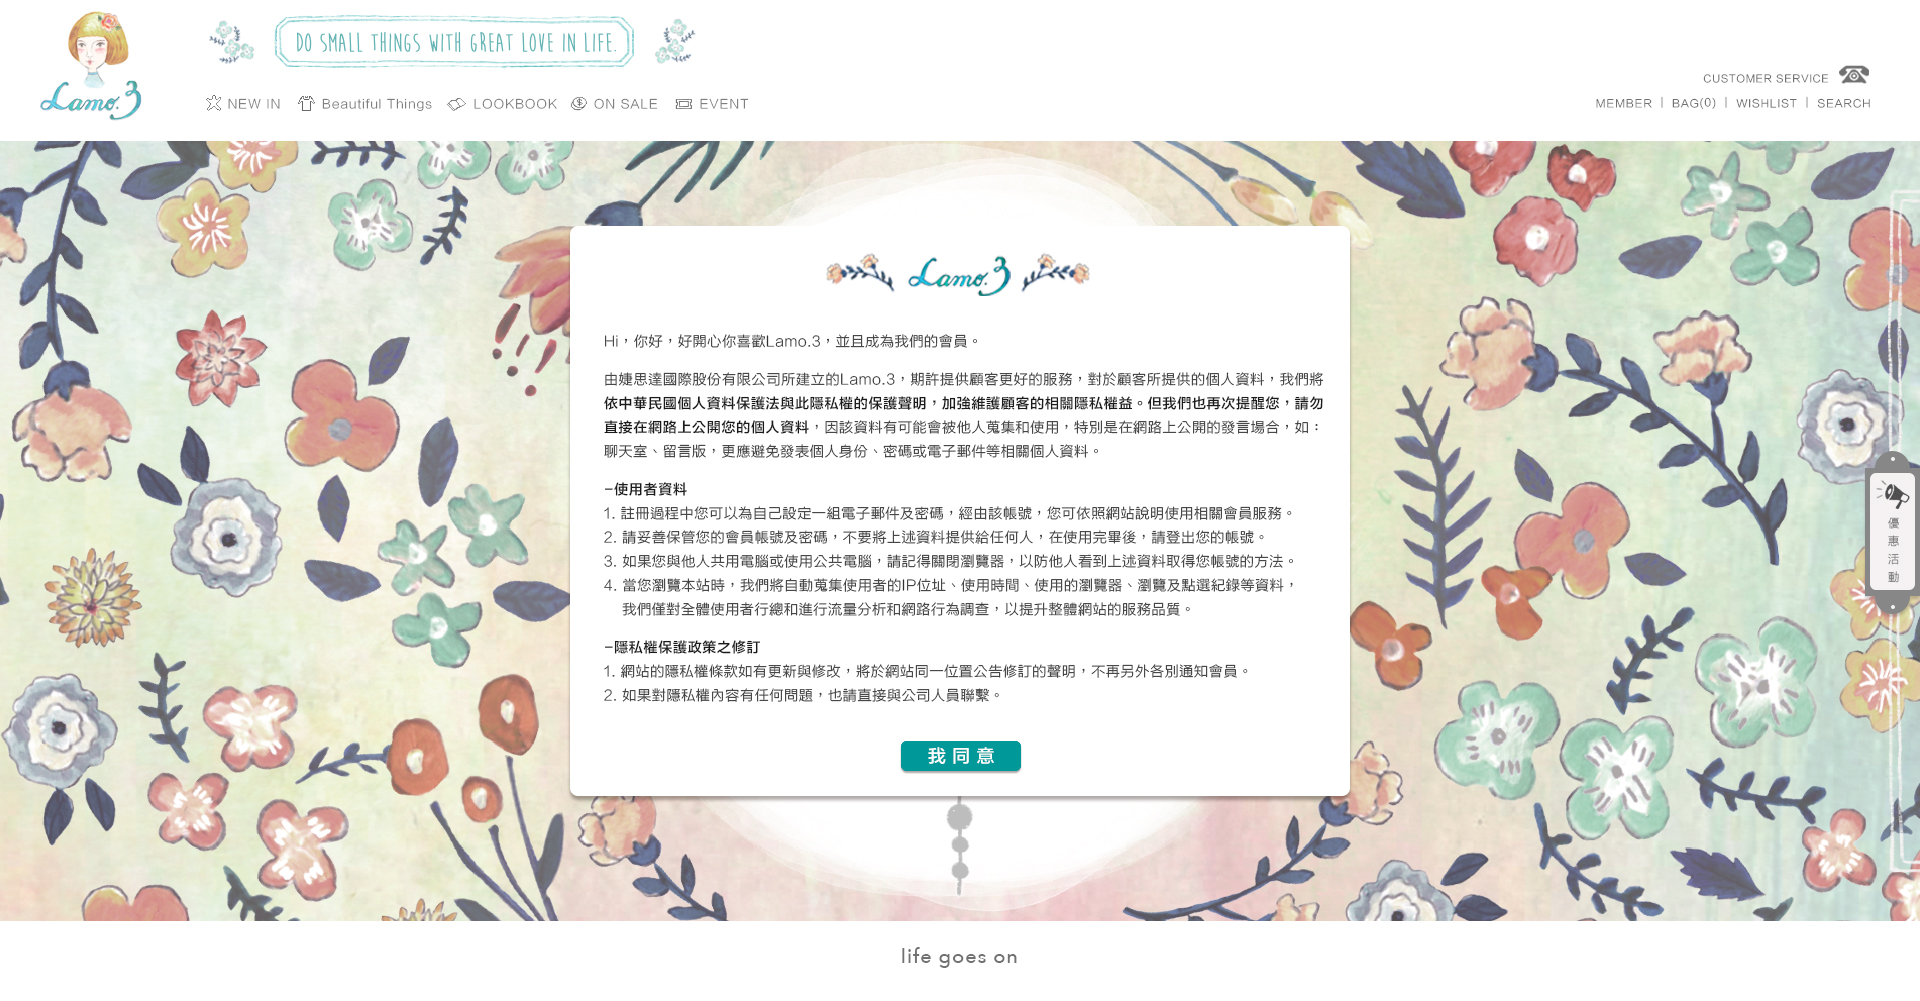 DO SMALL THINGS WITH GREAT LOVE IN LIFE.
Lamo.3
NEW IN Beautiful Things LOOKBOOK ON SALE EVENT
CUSTOMER SERVICE
MEMBER | BAG(0) | WISHLIST | SEARCH
Lamo.3
Hi，你好，好開心你喜歡Lamo.3，並且成為我們的會員。
由婕思達國際股份有限公司所建立的Lamo.3，期許提供顧客更好的服務，對於顧客所提供的個人資料，我們將
依中華民國個人資料保護法與此隱私權的保護聲明，加強維護顧客的相關隱私權益。但我們也再次提醒您，請勿
直接在網路上公開您的個人資料，因該資料有可能會被他人蒐集和使用，特別是在網路上公開的發言場合，如：
聊天室、留言版，更應避免發表個人身份、密碼或電子郵件等相關個人資料。
-使用者資料
1. 註冊過程中您可以為自己設定一組電子郵件及密碼，經由該帳號，您可依照網站說明使用相關會員服務。
2. 請妥善保管您的會員帳號及密碼，不要將上述資料提供給任何人，在使用完畢後，請登出您的帳號。
3. 如果您與他人共用電腦或使用公共電腦，請記得關閉瀏覽器，以防他人看到上述資料取得您帳號的方法。
4. 當您瀏覽本站時，我們將自動蒐集使用者的IP位址、使用時間、使用的瀏覽器、瀏覽及點選紀錄等資料，
我們僅對全體使用者行總和進行流量分析和網路行為調查，以提升整體網站的服務品質。
-隱私權保護政策之修訂
1. 網站的隱私權條款如有更新與修改，將於網站同一位置公告修訂的聲明，不再另外各別通知會員。
2. 如果對隱私權內容有任何問題，也請直接與公司人員聯繫。
我同意
優惠活動
life goes on